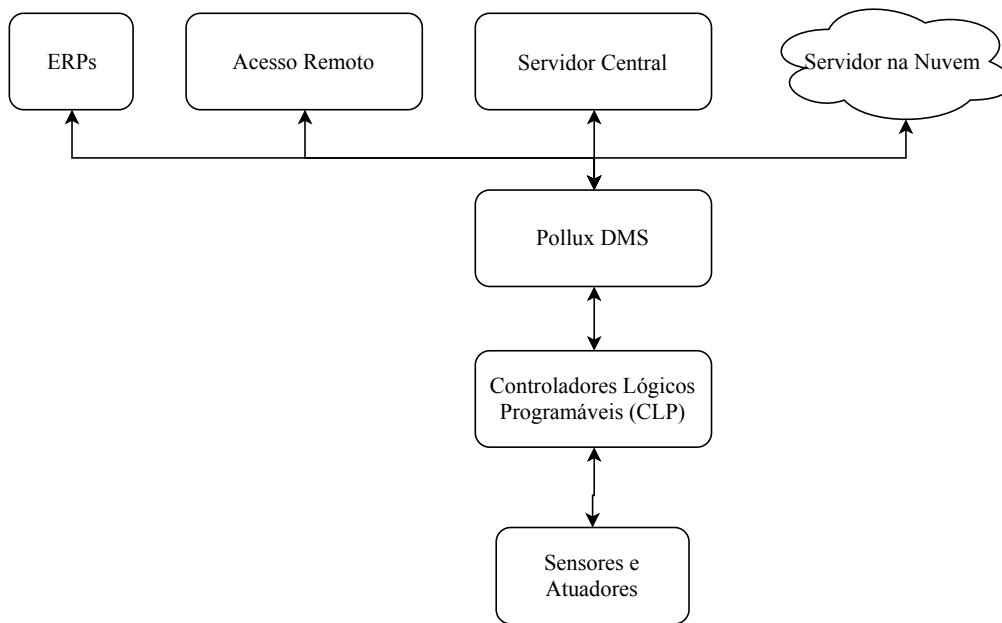 ERPs
Acesso Remoto
Servidor Central
Servidor na Nuvem
Pollux DMS
Controladores Lógicos
Programáveis (CLP)
Sensores e
Atuadores